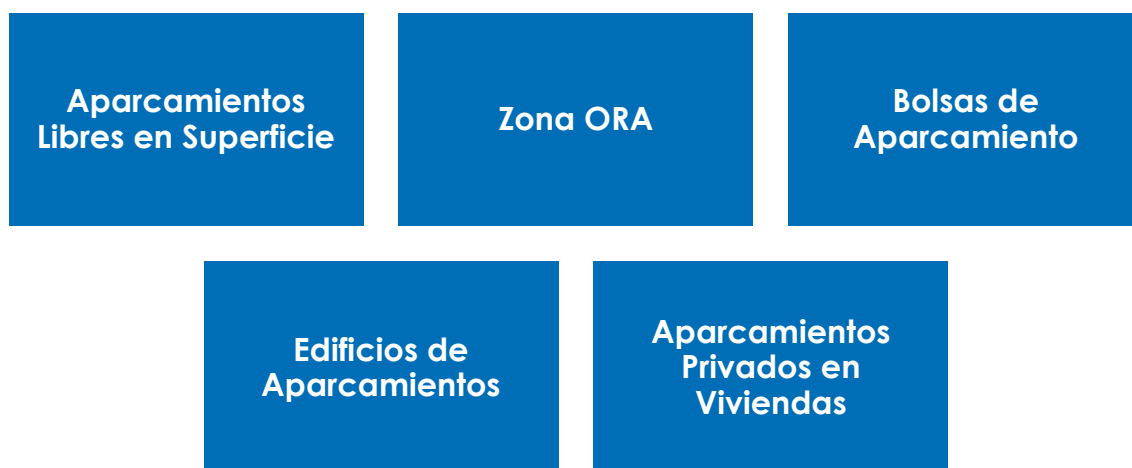 Aparcamientos
Libres en Superficie
Zona ORA
Bolsas de
Aparcamiento
Edificios de
Aparcamientos
Aparcamientos
Privados en
Viviendas